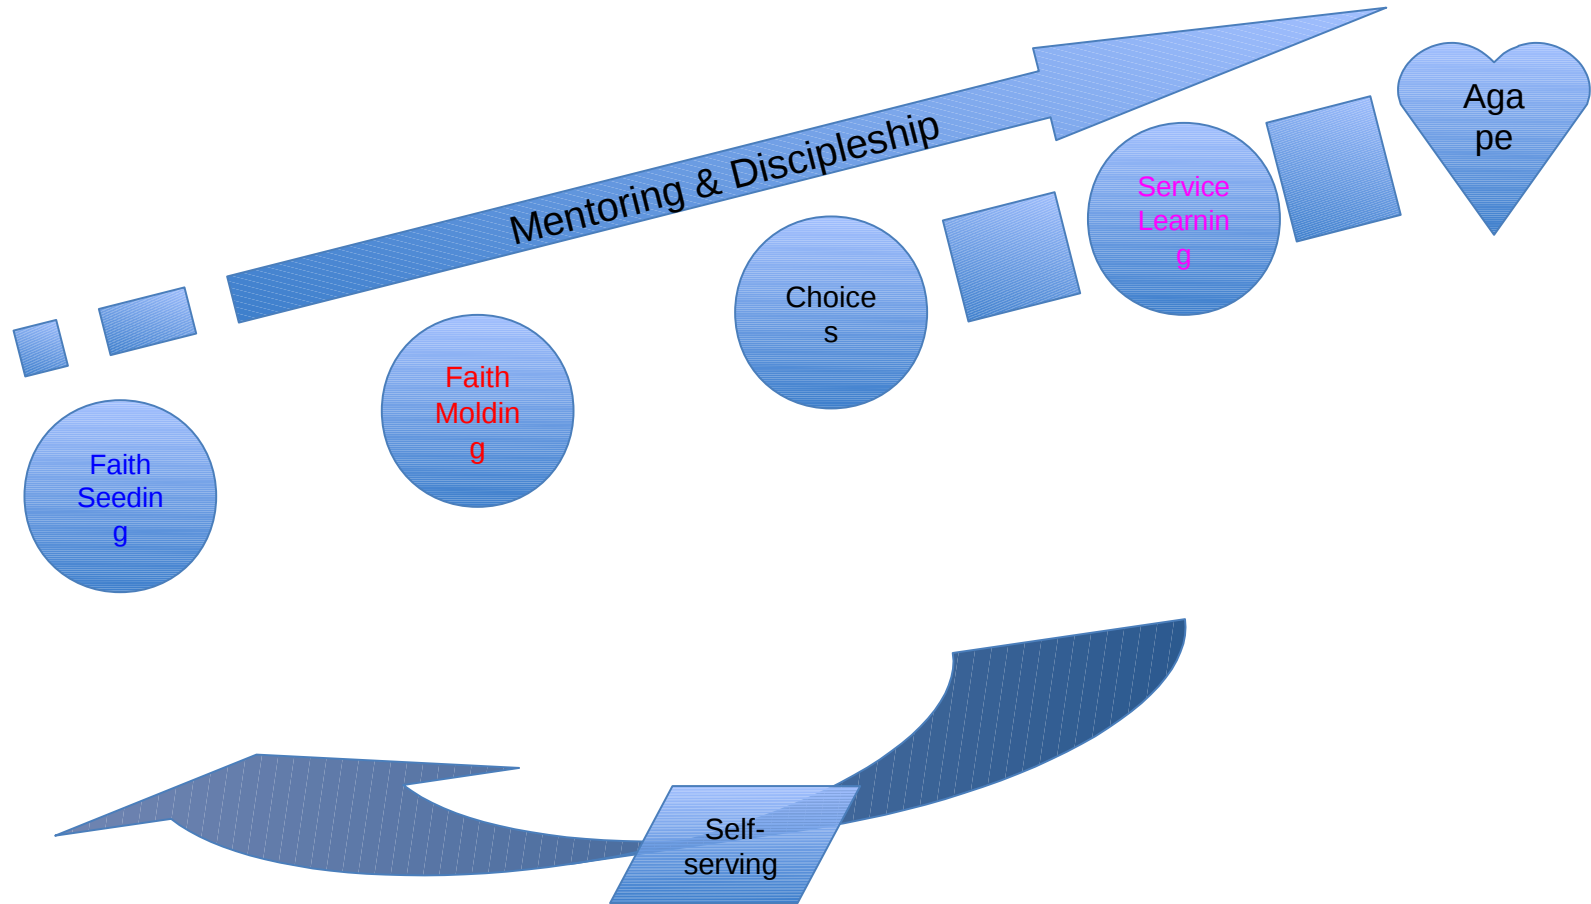 Mentoring & Discipleship
Aga
pe
Service
Learnin
g
Choice
s
Faith
Moldin
g
Faith
Seedin
g
Self-
serving